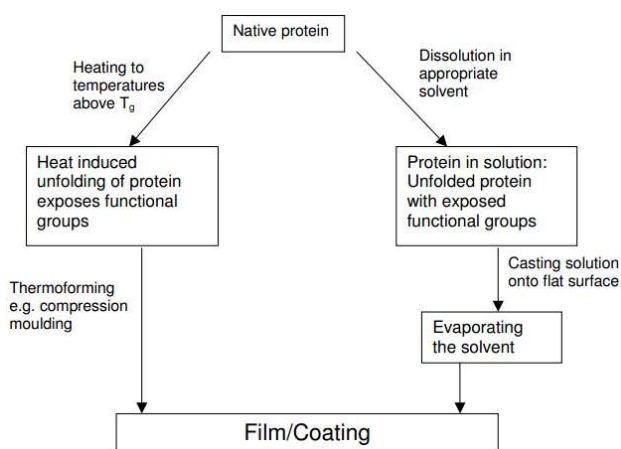 Native protein
Heating to
temperatures
above Tg
Dissolution in
appropriate
solvent
Heat induced
unfolding of protein
exposes functional
groups
Protein in solution:
Unfolded protein
with exposed
functional groups
Thermoforming
e.g. compression
moulding
Casting solution
onto flat surface
Evaporating
the solvent
Film/Coating